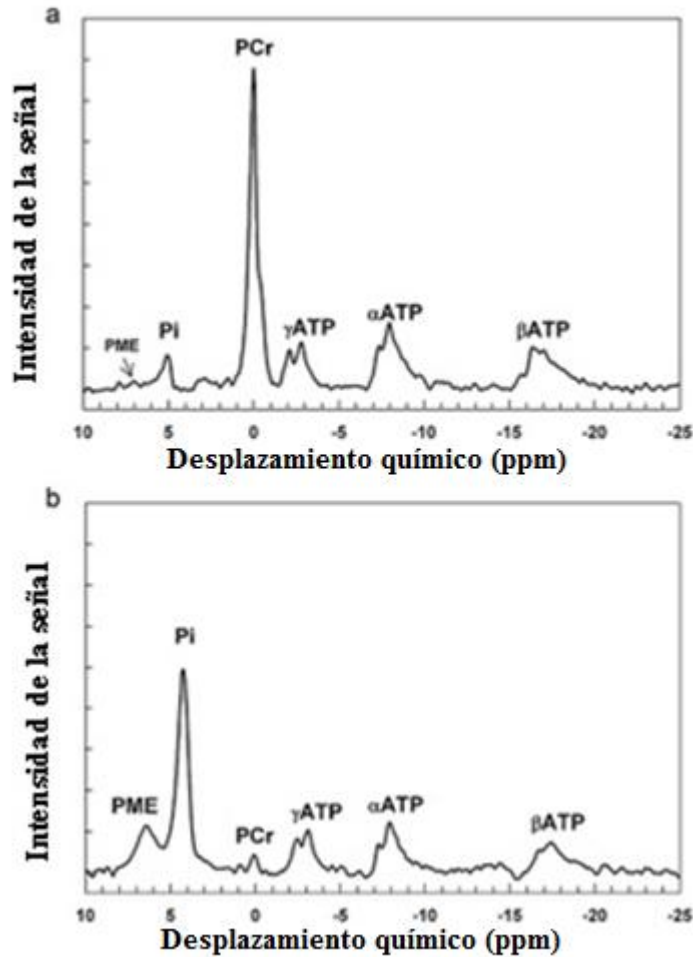 a
PCr
PME
Pi
γATP
αATP
βATP
Intensidad de la señal
10 5 0 -5 -10 -15 -20 -25
Desplazamiento químico (ppm)
b
Pi
PME
PCr
γATP
αATP
βATP
Intensidad de la señal
10 5 0 -5 -10 -15 -20 -25
Desplazamiento químico (ppm)